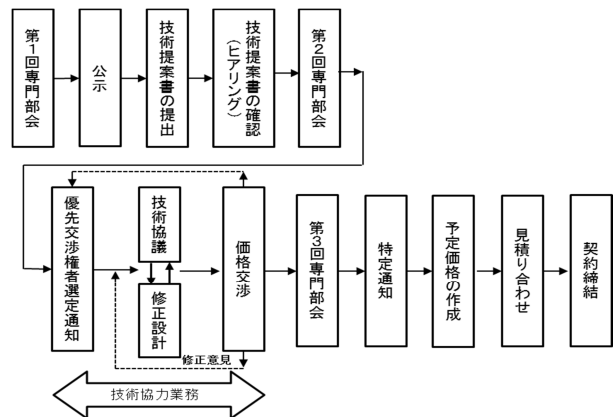 第1回専門部会
公示
技術提案書の提出
技術提案書の確認
(ヒアリング)
第2回専門部会
優先交渉権者選定通知
技術協議
修正設計
価格交渉
第3回専門部会
特定通知
予定価格の作成
見積り合わせ
契約締結
修正意見
技術協力業務